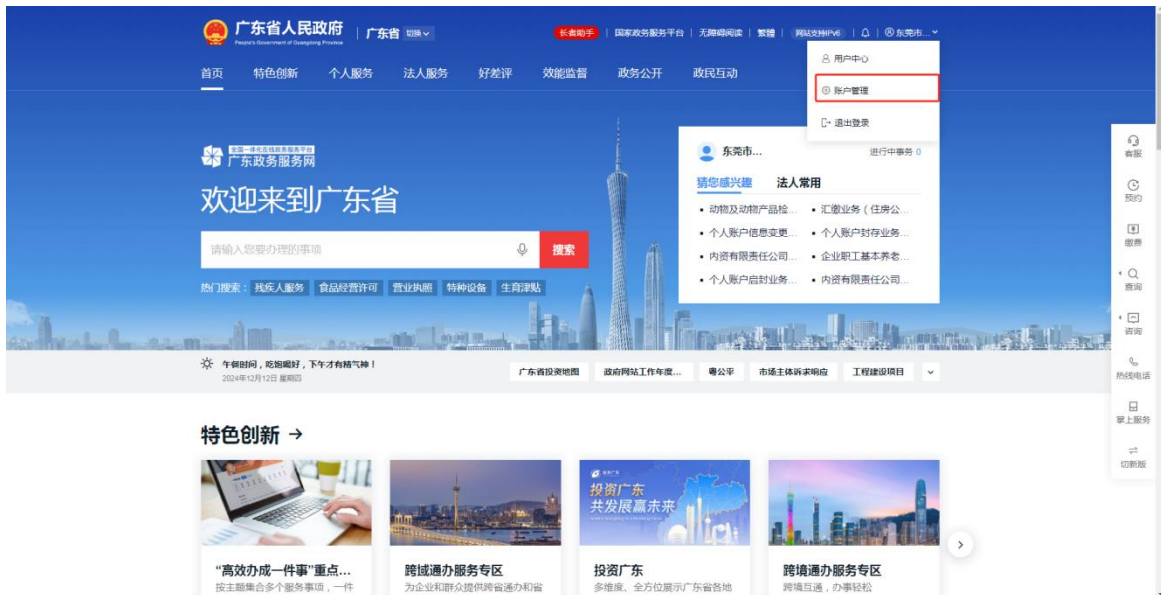 广东省人民政府
People's Government of Guangdong Province
广东省 切换
长者助手 国家政务服务平台 无障碍阅读 繁體 网站支持IPv6 东莞市...
首页 特色创新 个人服务 法人服务 好差评 效能监督 政务公开 政民互动
用户中心
账户管理
退出登录
全国一体化在线政务服务平台
广东政务服务网
欢迎来到广东省
请输入您要办理的事项
搜索
热门搜索: 残疾人服务 食品经营许可 营业执照 特种设备 生育津贴
东莞市... 进行中事务 0
猜您感兴趣 法人常用
• 动物及动物产品检... • 汇缴业务(住房公...
• 个人账户信息变更... • 个人账户封存业务...
• 内资有限责任公司... • 企业职工基本养老...
• 个人账户启封业务... • 内资有限责任公司...
客服
预约
缴费
查询
咨询
热线电话
掌上服务
切新版
午餐时间,吃饱喝好,下午才有精气神!
2024年12月12日 星期四
广东省投资地图 政府网站工作年度... 粤公平 市场主体诉求响应 工程建设项目
特色创新 →
投资广东
共发展赢未来
“高效办成一件事”重点...
按主题集合多个服务事项,一件
跨域通办服务专区
为企业和群众提供跨省通办和省
投资广东
多维度、全方位展示广东省各地
跨境通办服务专区
跨境互通,办事轻松